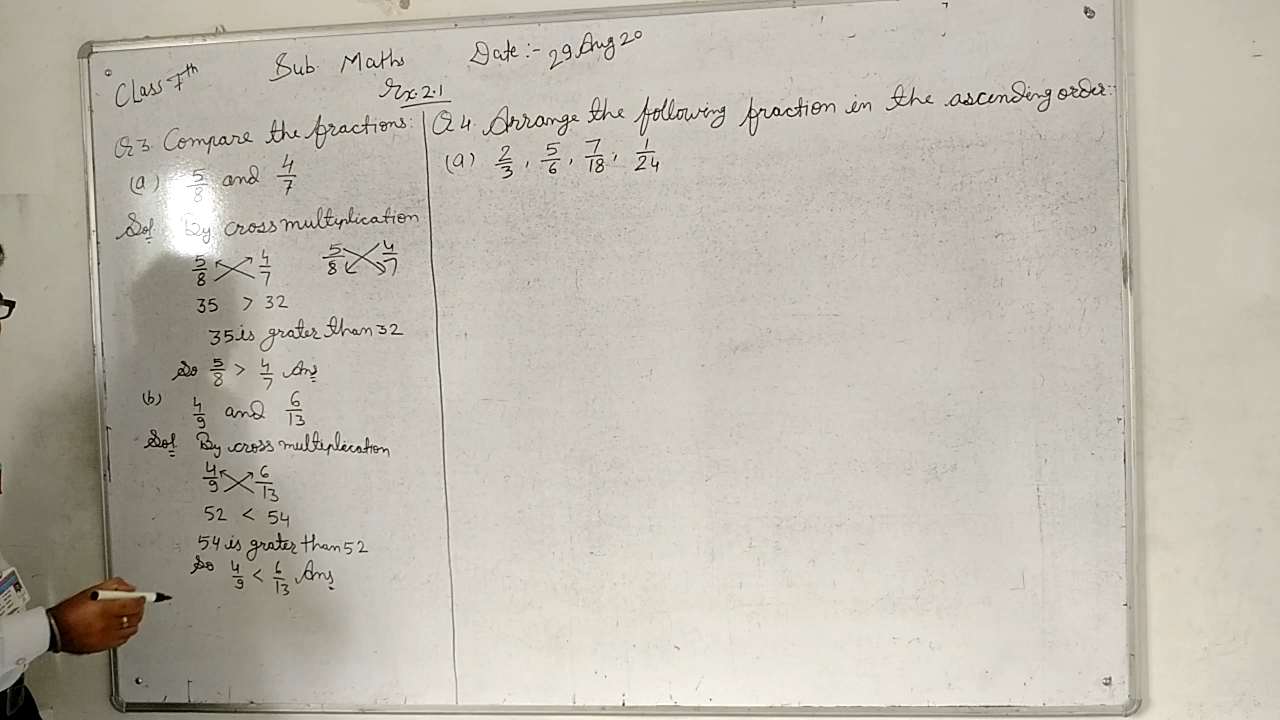 Class 7th Sub. Maths Date:- 29 Aug 20
Ex. 2.1
Q3. Compare the fractions:
(a) 5/8 and 4/7
Sol By cross multiplication
5/8 4/7 5/8 4/7
35 > 32
35 is grater than 32
So 5/8 > 4/7 Ans
(b) 4/9 and 6/13
Sol By cross multiplication
4/9 6/13
52 < 54
54 is grater than 52
So 4/9 < 6/13 Ans
Q4. Arrange the following fraction in the ascending order:-
(a) 2/3, 5/6, 7/18, 1/24